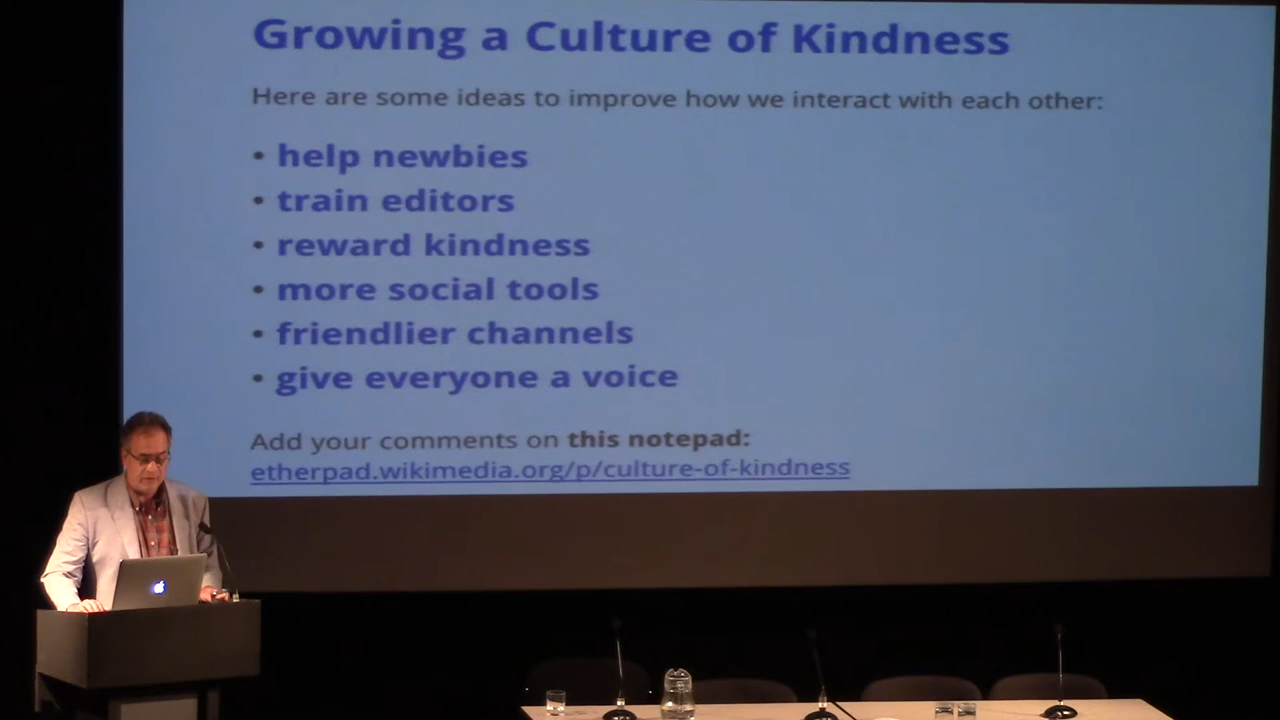 Growing a Culture of Kindness
Here are some ideas to improve how we interact with each other:
• help newbies
• train editors
• reward kindness
• more social tools
• friendlier channels
• give everyone a voice
Add your comments on this notepad:
etherpad.wikimedia.org/p/culture-of-kindness